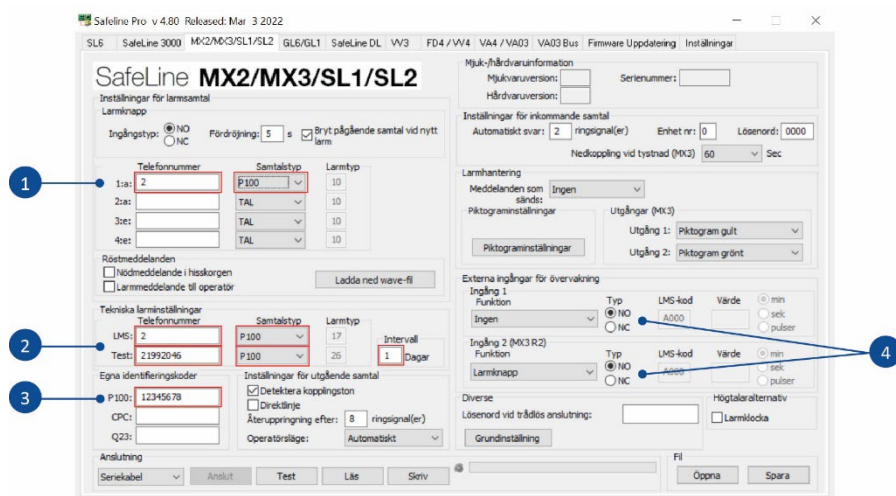 Safeline Pro v 4.80 Released: Mar 3 2022
SL6 SafeLine 3000 MX2/MX3/SL1/SL2 GL6/GL1 SafeLine DL VV3 FD4 / VV4 VA4 / VA03 VA03 Bus Firmware Uppdatering Inställningar
SafeLine MX2/MX3/SL1/SL2
Inställningar för larmsamtal
Larmknapp
Ingångstyp: NO
NC
Fördröjning: 5 s
Bryt pågående samtal vid nytt
larm
Telefonnummer Samtalstyp Larmtyp
1 1:a: 2 P100 10
2:a: TAL 10
3:e: TAL 10
4:e: TAL 10
Röstmeddelanden
Nödmeddelande i hisskorgen
Larmmeddelande till operatör
Ladda ned wave-fil
Tekniska larminställningar
Telefonnummer Samtalstyp Larmtyp
Intervall
2 LMS: 2 P100 17
Test: 21992046 P100 26 1 Dagar
Egna identifieringskoder
3 P100: 12345678
CPC:
Q23:
Inställningar för utgående samtal
Detektera kopplingston
Direktlinje
Återuppringning efter: 8 ringsignal(er)
Operatörsläge: Automatiskt
Mjuk-/hårdvaruinformation
Mjukvaruversion: Serienummer:
Hårdvaruversion:
Inställningar för inkommande samtal
Automatiskt svar: 2 ringsignal(er) Enhet nr: 0 Lösenord: 0000
Nedkoppling vid tystnad (MX3) 60 Sec
Larmhantering
Meddelanden som
sänds:
Ingen
Piktograminställningar
Piktograminställningar
Utgångar (MX3)
Utgång 1: Piktogram gult
Utgång 2: Piktogram grönt
Externa ingångar för övervakning
Ingång 1
Funktion Typ LMS-kod Värde min
Ingen NO A000 sek
NC pulser
4
Ingång 2 (MX3 R2)
Funktion Typ LMS-kod Värde min
Larmknapp NO A000 sek
NC pulser
Diverse
Lösenord vid trådlös anslutning:
Grundinställning
Högtalaralternativ
Larmklocka
Anslutning
Seriekabel Anslut Test Läs Skriv
Fil
Öppna Spara